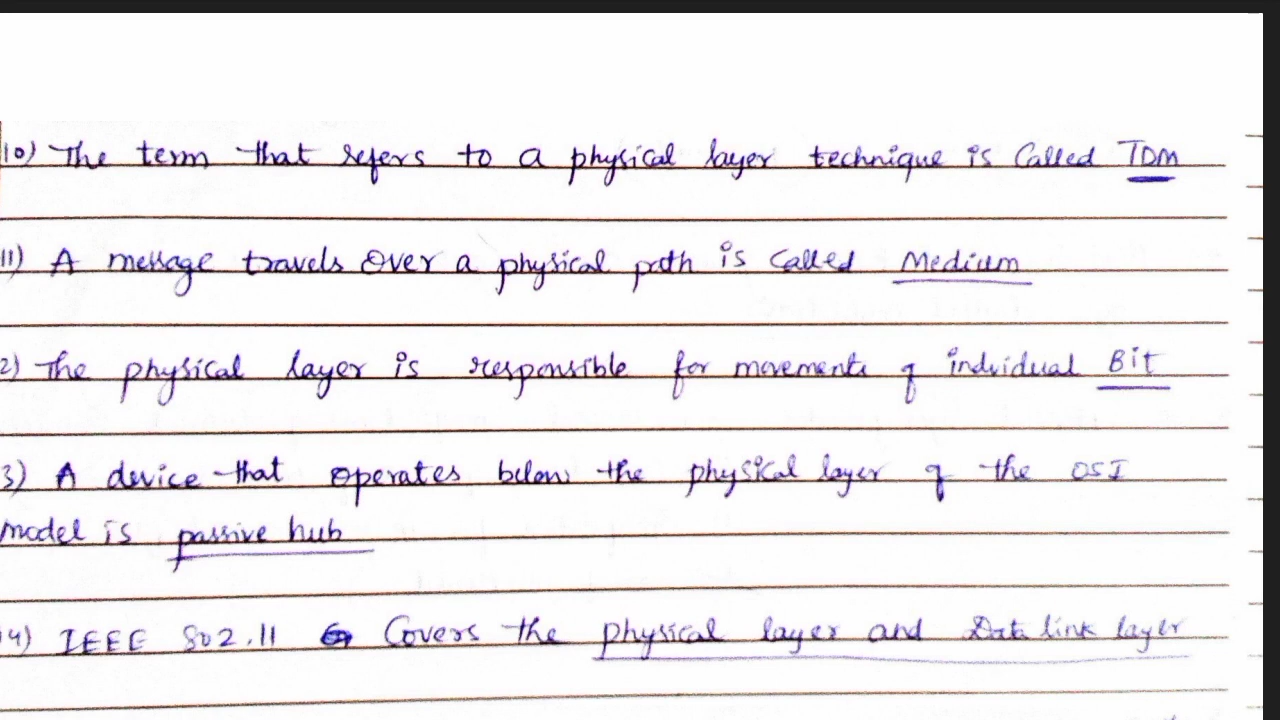 10) The term that refers to a physical layer technique is Called TDM
11) A message travels over a physical path is called Medium
2) The physical layer is responsible for movements of individual Bit
3) A device that operates below the physical layer of the OSI
model is passive hub
14) IEEE 802.11 Covers the physical layer and Data link layer